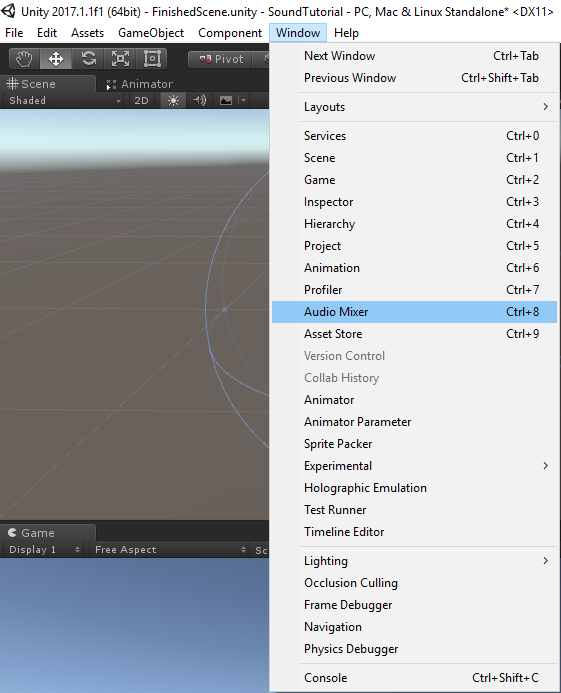 Unity 2017.1.1f1 (64bit) - FinishedScene.unity - SoundTutorial - PC, Mac & Linux Standalone* <DX11>
File Edit Assets GameObject Component Window Help
Pivot
Scene Animator
Shaded 2D
Next Window Ctrl+Tab
Previous Window Ctrl+Shift+Tab
Layouts
Services Ctrl+0
Scene Ctrl+1
Game Ctrl+2
Inspector Ctrl+3
Hierarchy Ctrl+4
Project Ctrl+5
Animation Ctrl+6
Profiler Ctrl+7
Audio Mixer Ctrl+8
Asset Store Ctrl+9
Version Control
Collab History
Animator
Animator Parameter
Sprite Packer
Experimental
Holographic Emulation
Test Runner
Timeline Editor
Lighting
Occlusion Culling
Frame Debugger
Navigation
Physics Debugger
Console Ctrl+Shift+C
Game
Display 1 Free Aspect Sc